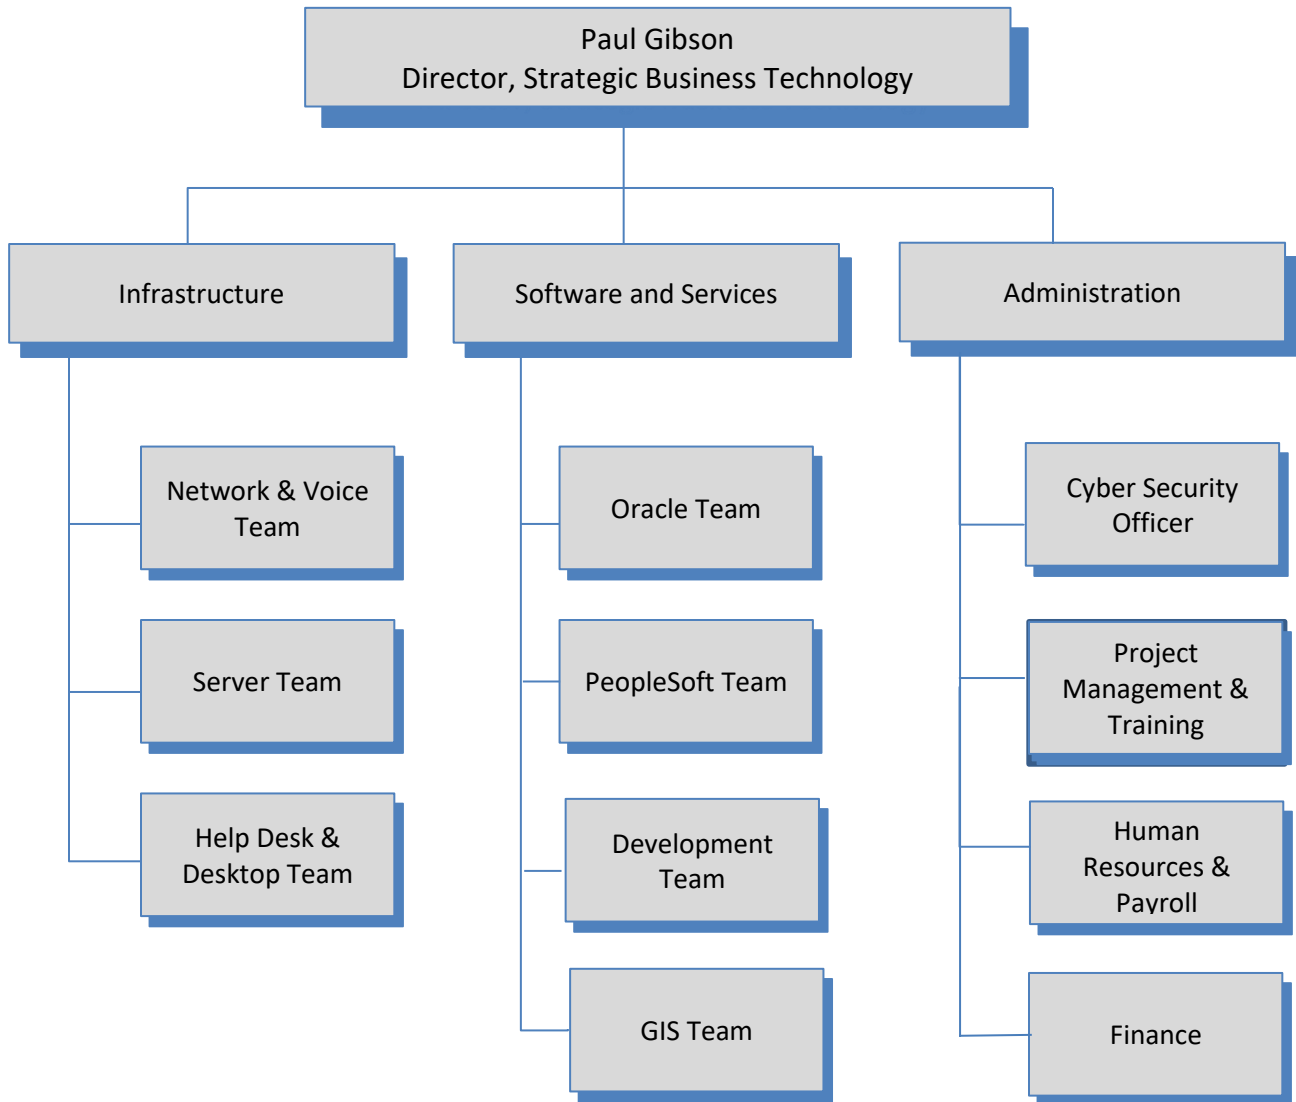 Paul Gibson
Director, Strategic Business Technology
Infrastructure
Software and Services
Administration
Network & Voice
Team
Server Team
Help Desk &
Desktop Team
Oracle Team
PeopleSoft Team
Development
Team
GIS Team
Cyber Security
Officer
Project
Management &
Training
Human
Resources &
Payroll
Finance